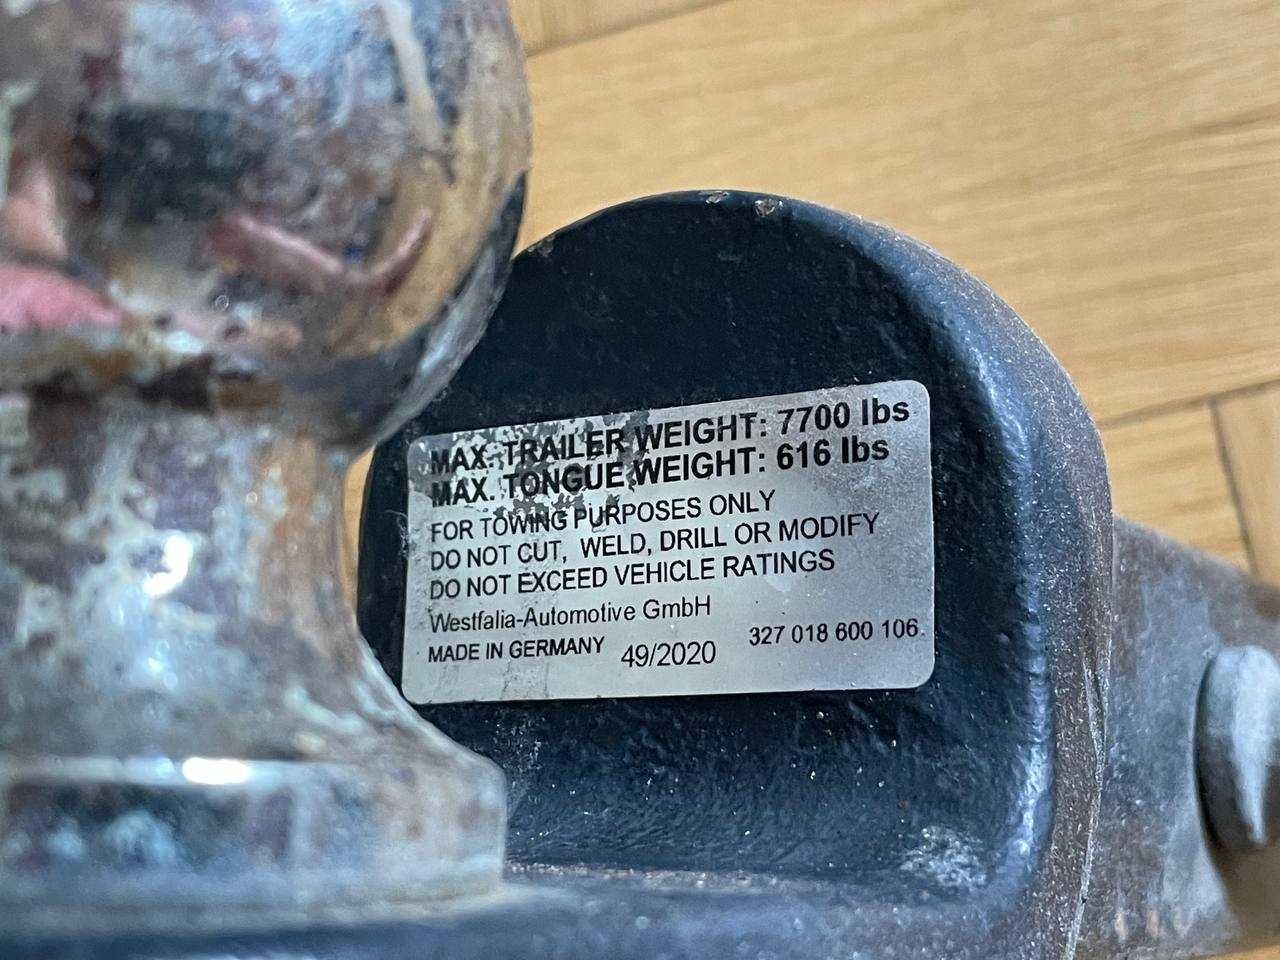 MAX. TRAILER WEIGHT: 7700 lbs
MAX. TONGUE WEIGHT: 616 lbs
FOR TOWING PURPOSES ONLY
DO NOT CUT, WELD, DRILL OR MODIFY
DO NOT EXCEED VEHICLE RATINGS
Westfalia-Automotive GmbH
MADE IN GERMANY 49/2020 327 018 600 106